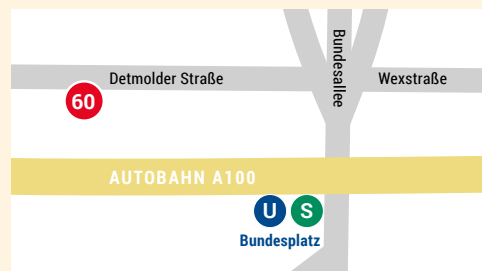 Bundesallee
Detmolder Straße
Wexstraße
60
AUTOBAHN A100
U S
Bundesplatz